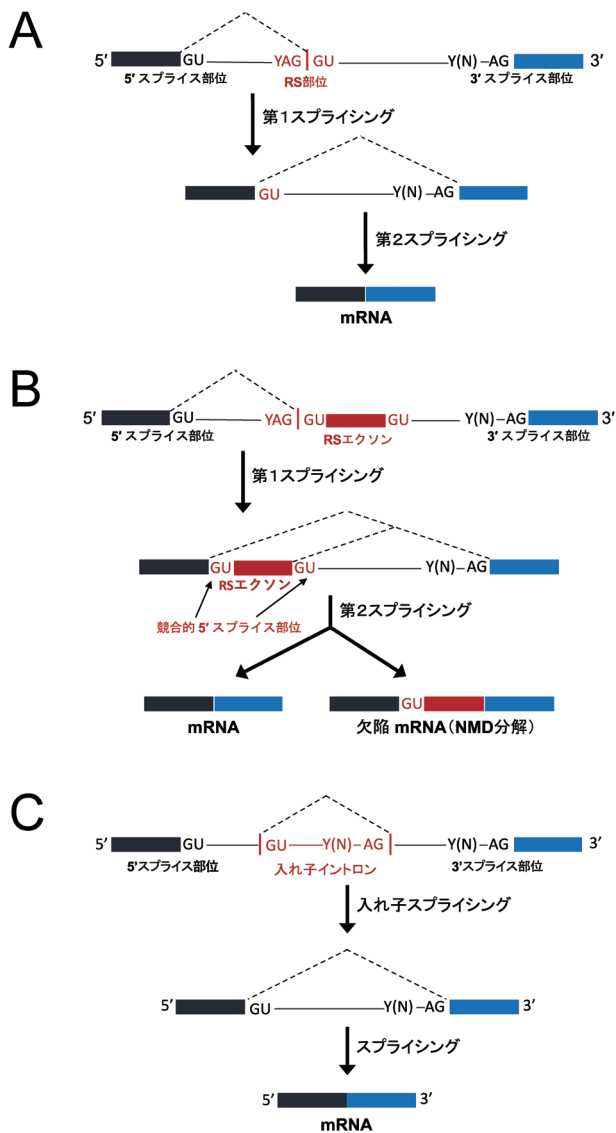 A
5′ GU YAG GU Y(N) –AG 3′
5′ スプライス部位 RS部位 3′ スプライス部位
第1スプライシング
GU Y(N) –AG
第2スプライシング
mRNA
B
5′ GU YAG GU GU Y(N) –AG 3′
5′ スプライス部位 RSエクソン 3′ スプライス部位
第1スプライシング
GU GU Y(N) –AG
RSエクソン
競合的 5′ スプライス部位
第2スプライシング
GU
mRNA 欠陥 mRNA(NMD分解)
C
5′ GU GU Y(N)–AG Y(N) –AG 3′
5′スプライス部位 入れ子イントロン 3′スプライス部位
入れ子スプライシング
5′ GU Y(N) –AG 3′
スプライシング
5′ 3′
mRNA